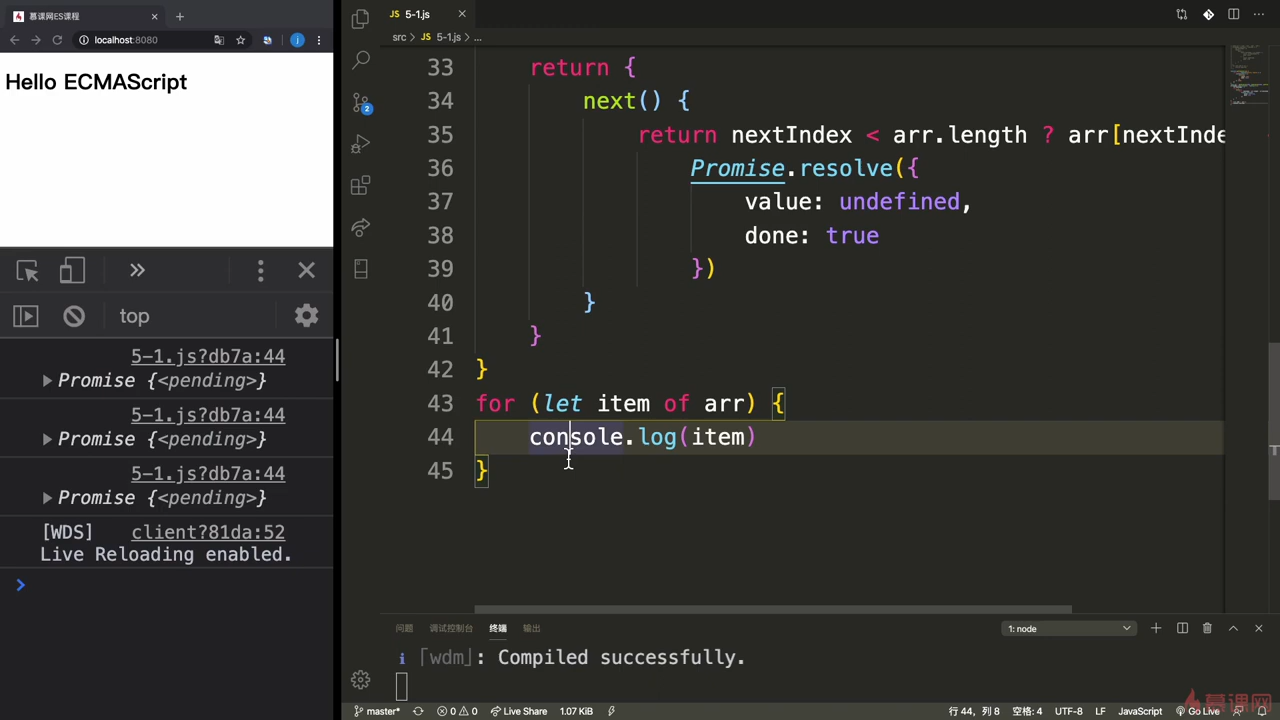 慕课网ES课程
localhost:8080
Hello ECMAScript
top
5-1.js?db7a:44
Promise {<pending>}
5-1.js?db7a:44
Promise {<pending>}
5-1.js?db7a:44
Promise {<pending>}
[WDS] client?81da:52
Live Reloading enabled.
JS 5-1.js
src > JS 5-1.js > ...
2
33 return {
34 next() {
35 return nextIndex < arr.length ? arr[nextInde
36 Promise.resolve({
37 value: undefined,
38 done: true
39 })
40 }
41 }
42 }
43 for (let item of arr) {
44 console.log(item)
45 }
问题 调试控制台 终端 输出
1: node
i ｢wdm｣: Compiled successfully.
master* 0 0 Live Share 1.07 KiB 行 44, 列 8 空格: 4 UTF-8 LF JavaScript Go Live
慕课网